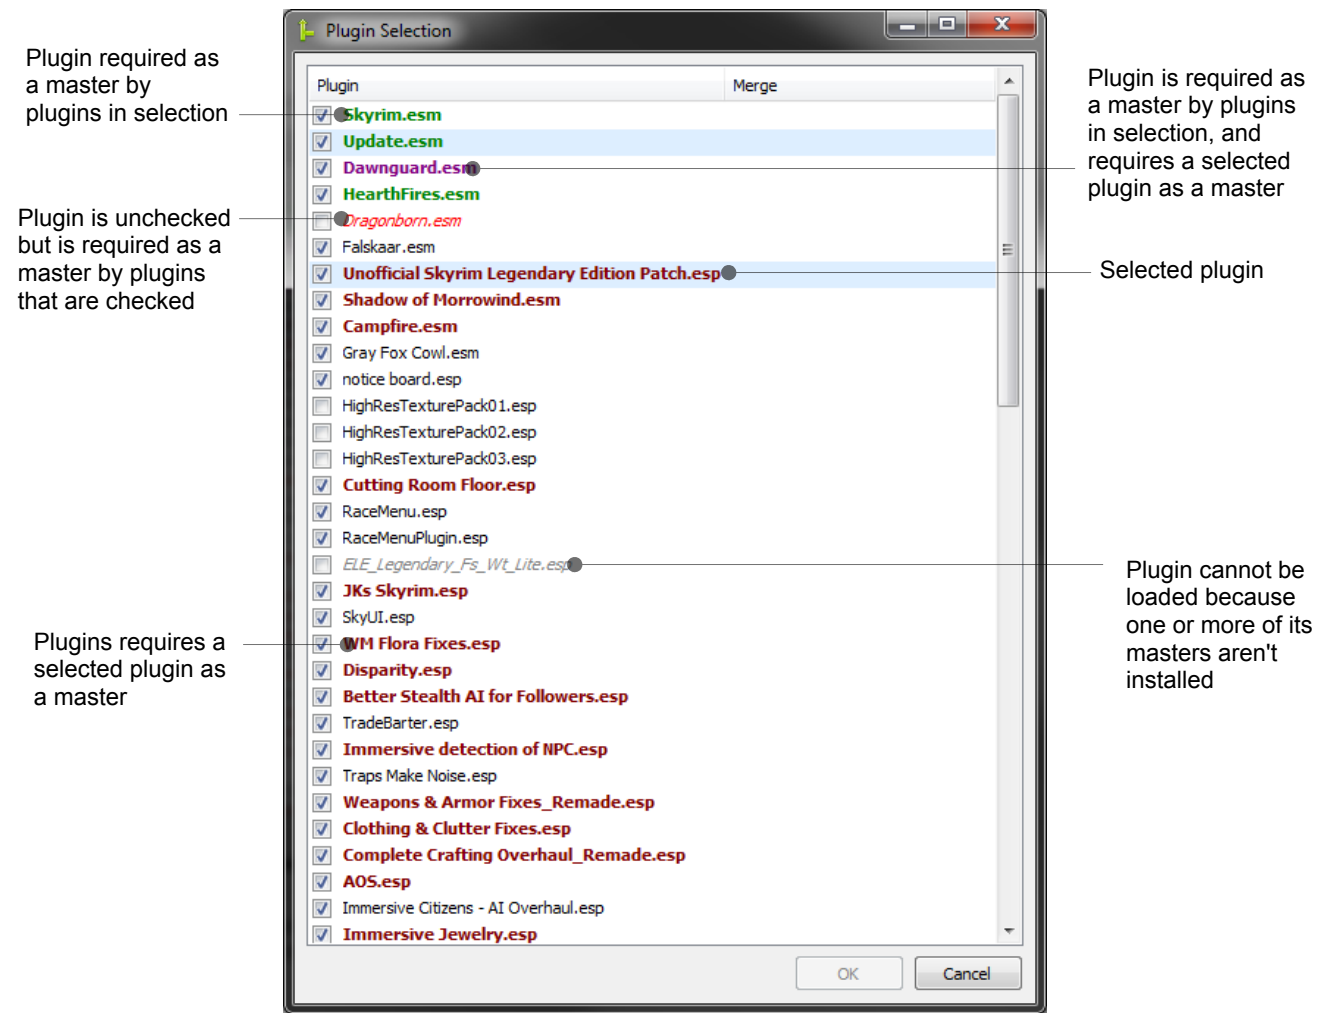 Plugin Selection
Plugin required as
a master by
plugins in selection
Plugin is unchecked
but is required as a
master by plugins
that are checked
Plugins requires a
selected plugin as
a master
Plugin Merge
Skyrim.esm
Update.esm
Dawnguard.esm
HearthFires.esm
Dragonborn.esm
Falskaar.esm
Unofficial Skyrim Legendary Edition Patch.esp
Shadow of Morrowind.esm
Campfire.esm
Gray Fox Cowl.esm
notice board.esp
HighResTexturePack01.esp
HighResTexturePack02.esp
HighResTexturePack03.esp
Cutting Room Floor.esp
RaceMenu.esp
RaceMenuPlugin.esp
ELE_Legendary_Fs_Wt_Lite.esp
JKs Skyrim.esp
SkyUI.esp
WM Flora Fixes.esp
Disparity.esp
Better Stealth AI for Followers.esp
TradeBarter.esp
Immersive detection of NPC.esp
Traps Make Noise.esp
Weapons & Armor Fixes_Remade.esp
Clothing & Clutter Fixes.esp
Complete Crafting Overhaul_Remade.esp
AOS.esp
Immersive Citizens - AI Overhaul.esp
Immersive Jewelry.esp
OK Cancel
Plugin is required as
a master by plugins
in selection, and
requires a selected
plugin as a master
Selected plugin
Plugin cannot be
loaded because
one or more of its
masters aren't
installed